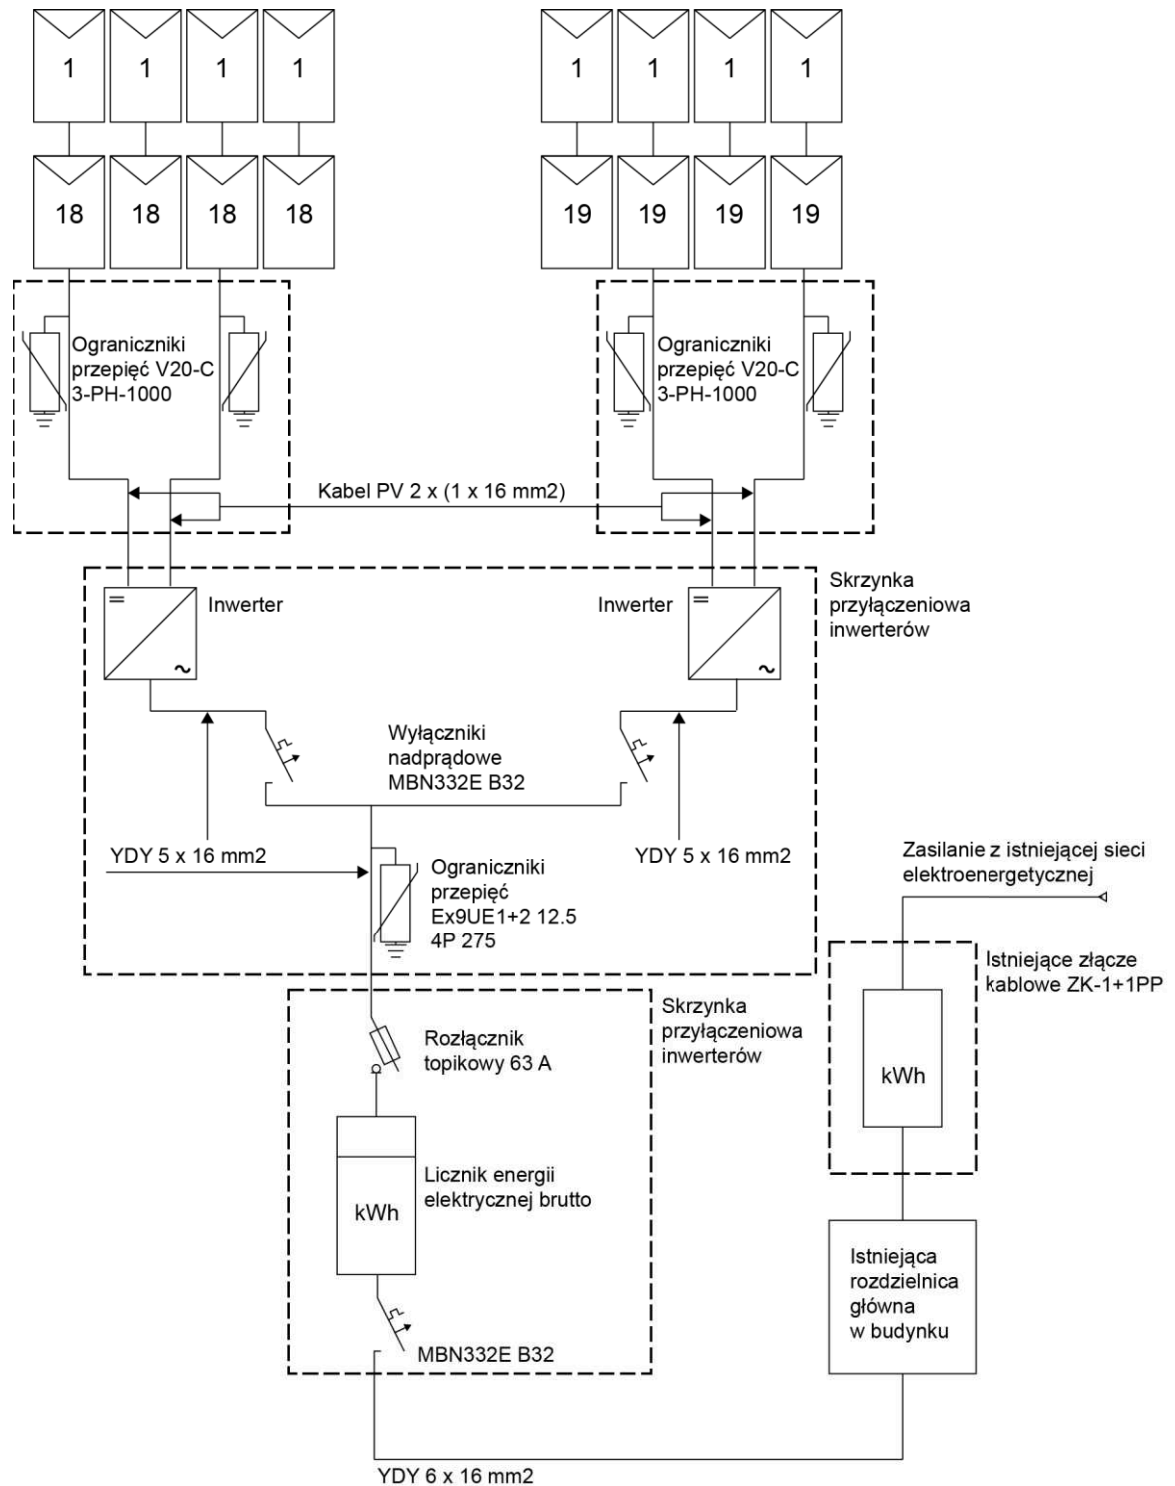 1 1 1 1
1 1 1 1
18 18 18 18
19 19 19 19
Ograniczniki
przepięć V20-C
3-PH-1000
Ograniczniki
przepięć V20-C
3-PH-1000
Kabel PV 2 x (1 x 16 mm2)
Inwerter
Inwerter
Skrzynka
przyłączeniowa
inwerterów
Wyłączniki
nadprądowe
MBN332E B32
YDY 5 x 16 mm2
YDY 5 x 16 mm2
Ograniczniki
przepięć
Ex9UE1+2 12.5
4P 275
Zasilanie z istniejącej sieci
elektroenergetycznej
Istniejące złącze
kablowe ZK-1+1PP
kWh
Skrzynka
przyłączeniowa
inwerterów
Rozłącznik
topikowy 63 A
Licznik energii
elektrycznej brutto
kWh
MBN332E B32
Istniejąca
rozdzielnica
główna
w budynku
YDY 6 x 16 mm2